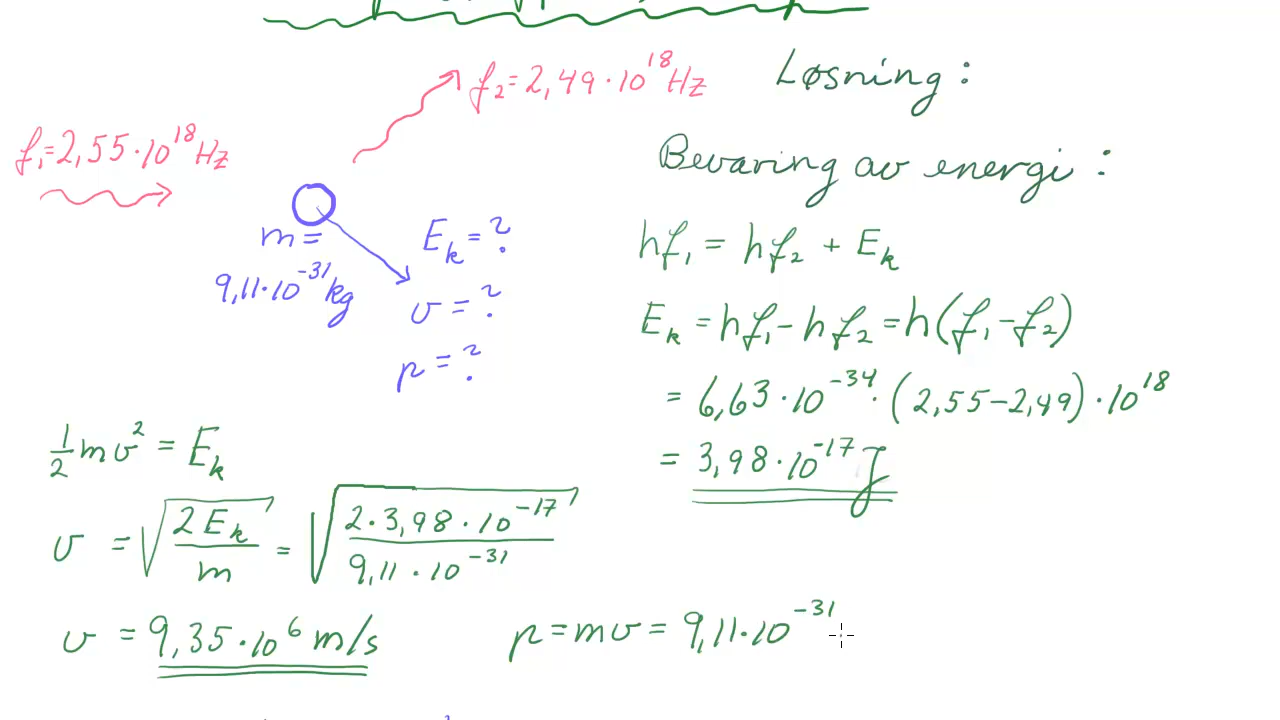 f₂ = 2,49 · 10¹⁸ Hz
f₁ = 2,55 · 10¹⁸ Hz
m =
9,11 · 10⁻³¹ kg
E_k = ?
v = ?
p = ?
Løsning :
Bevaring av energi :
hf₁ = hf₂ + E_k
E_k = hf₁ − hf₂ = h(f₁ − f₂)
= 6,63 · 10⁻³⁴ · (2,55 − 2,49) · 10¹⁸
= 3,98 · 10⁻¹⁷ J
½mv² = E_k
v = √(2E_k/m) = √(2 · 3,98 · 10⁻¹⁷/9,11 · 10⁻³¹)
v = 9,35 · 10⁶ m/s
p = mv = 9,11 · 10⁻³¹